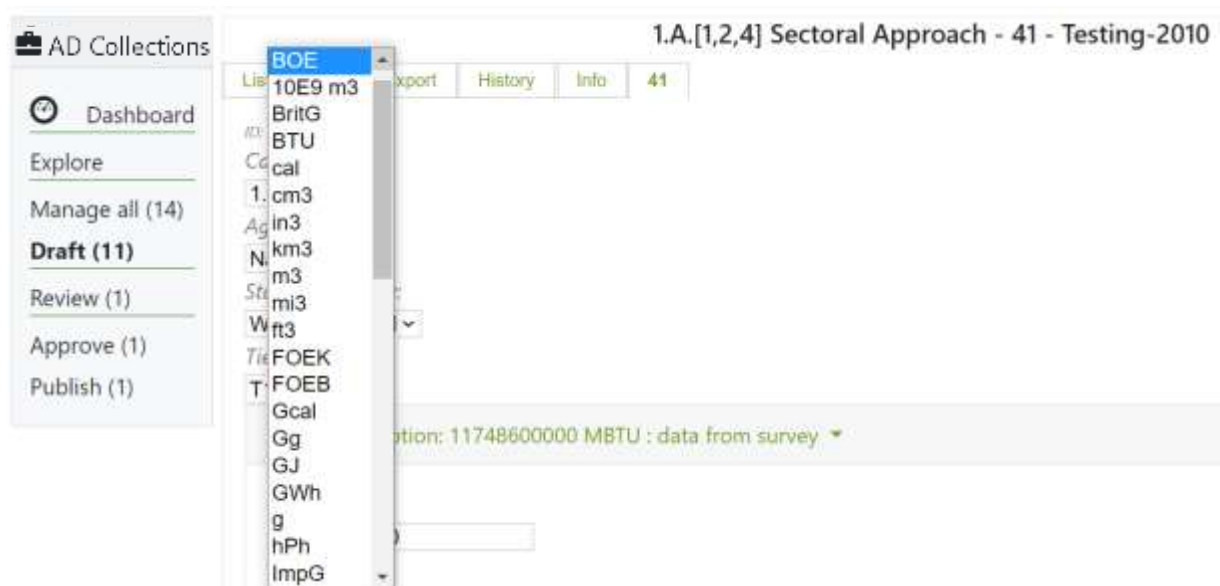 AD Collections
Dashboard
Explore
Manage all (14)
Draft (11)
Review (1)
Approve (1)
Publish (1)
1.A.[1,2,4] Sectoral Approach - 41 - Testing-2010
History
Info
41
ID:
1.
BOE
10E9 m3
BritG
BTU
cal
cm3
in3
km3
m3
mi3
ft3
FOEK
FOEB
Gcal
Gg
GJ
GWh
g
hPh
ImpG
11748600000 MBTU : data from survey